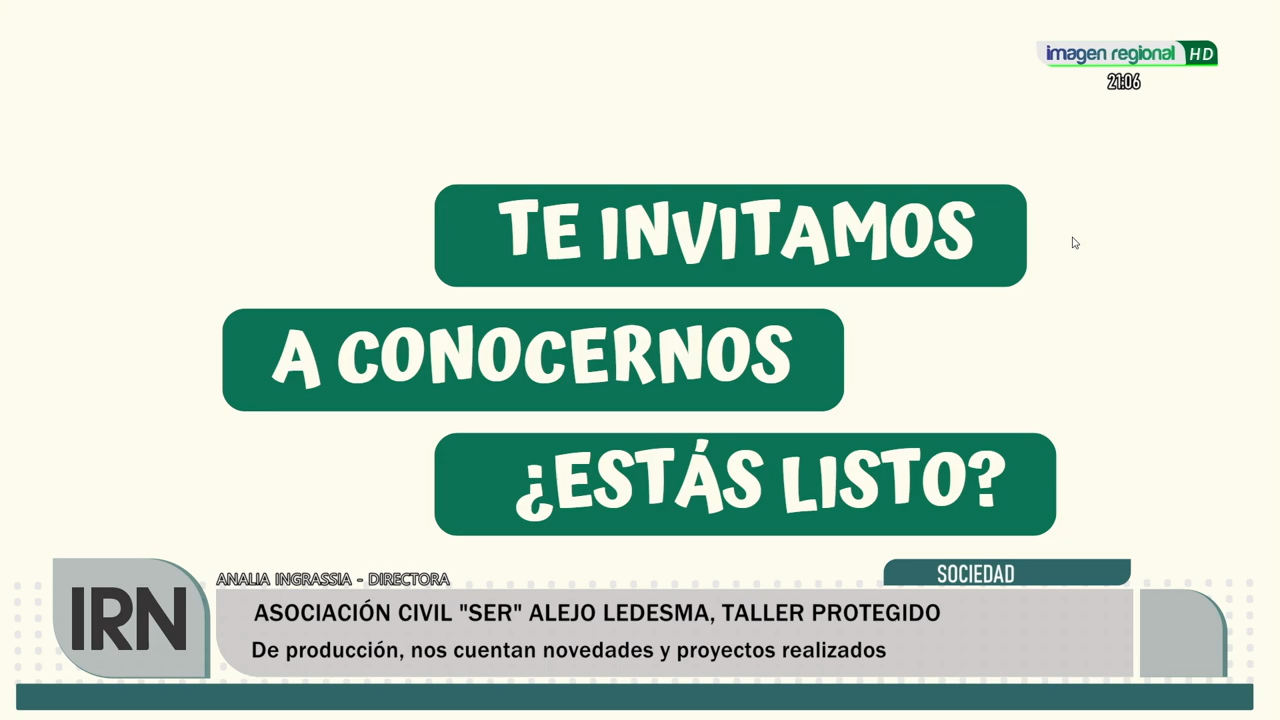 imagen regional HD
21:06
TE INVITAMOS
A CONOCERNOS
¿ESTÁS LISTO?
ANALIA INGRASSIA - DIRECTORA
SOCIEDAD
IRN
ASOCIACIÓN CIVIL "SER" ALEJO LEDESMA, TALLER PROTEGIDO
De producción, nos cuentan novedades y proyectos realizados